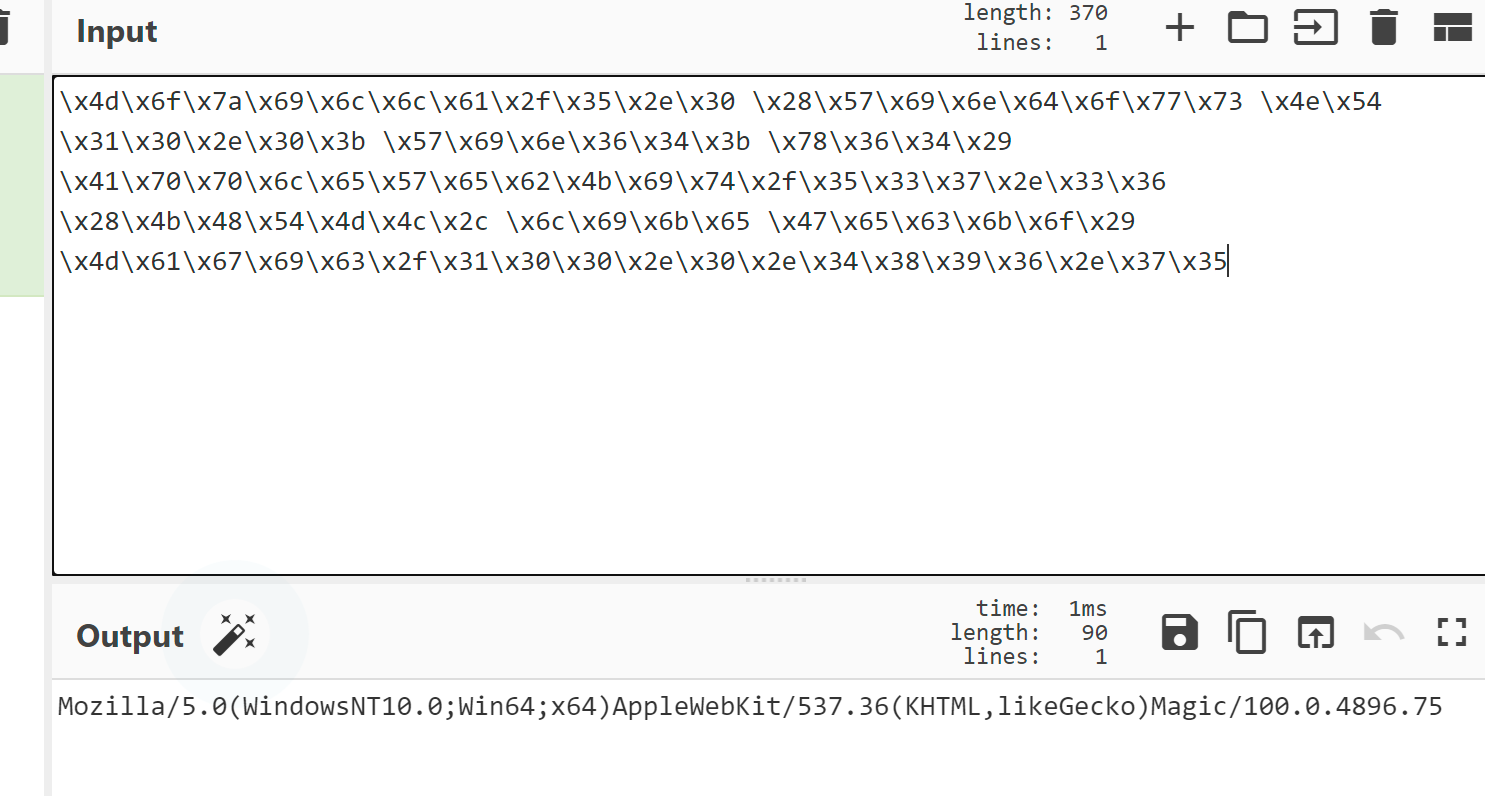 Input
length: 370
lines: 1
\x4d\x6f\x7a\x69\x6c\x6c\x61\x2f\x35\x2e\x30 \x28\x57\x69\x6e\x64\x6f\x77\x73 \x4e\x54
\x31\x30\x2e\x30\x3b \x57\x69\x6e\x36\x34\x3b \x78\x36\x34\x29
\x41\x70\x70\x6c\x65\x57\x65\x62\x4b\x69\x74\x2f\x35\x33\x37\x2e\x33\x36
\x28\x4b\x48\x54\x4d\x4c\x2c \x6c\x69\x6b\x65 \x47\x65\x63\x6b\x6f\x29
\x4d\x61\x67\x69\x63\x2f\x31\x30\x30\x2e\x30\x2e\x34\x38\x39\x36\x2e\x37\x35
Output
time: 1ms
length: 90
lines: 1
Mozilla/5.0(WindowsNT10.0;Win64;x64)AppleWebKit/537.36(KHTML,likeGecko)Magic/100.0.4896.75